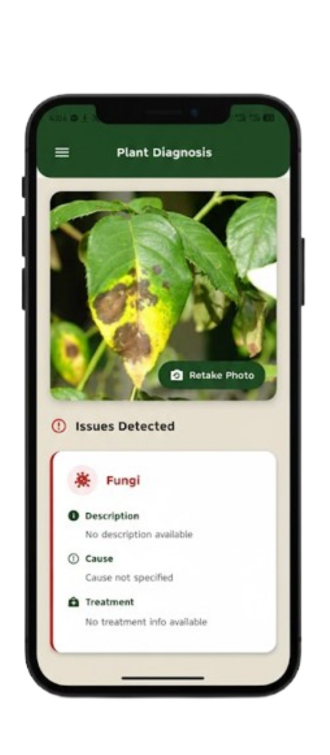 Plant Diagnosis
Retake Photo
Issues Detected
Fungi
Description
No description available
Cause
Cause not specified
Treatment
No treatment info available